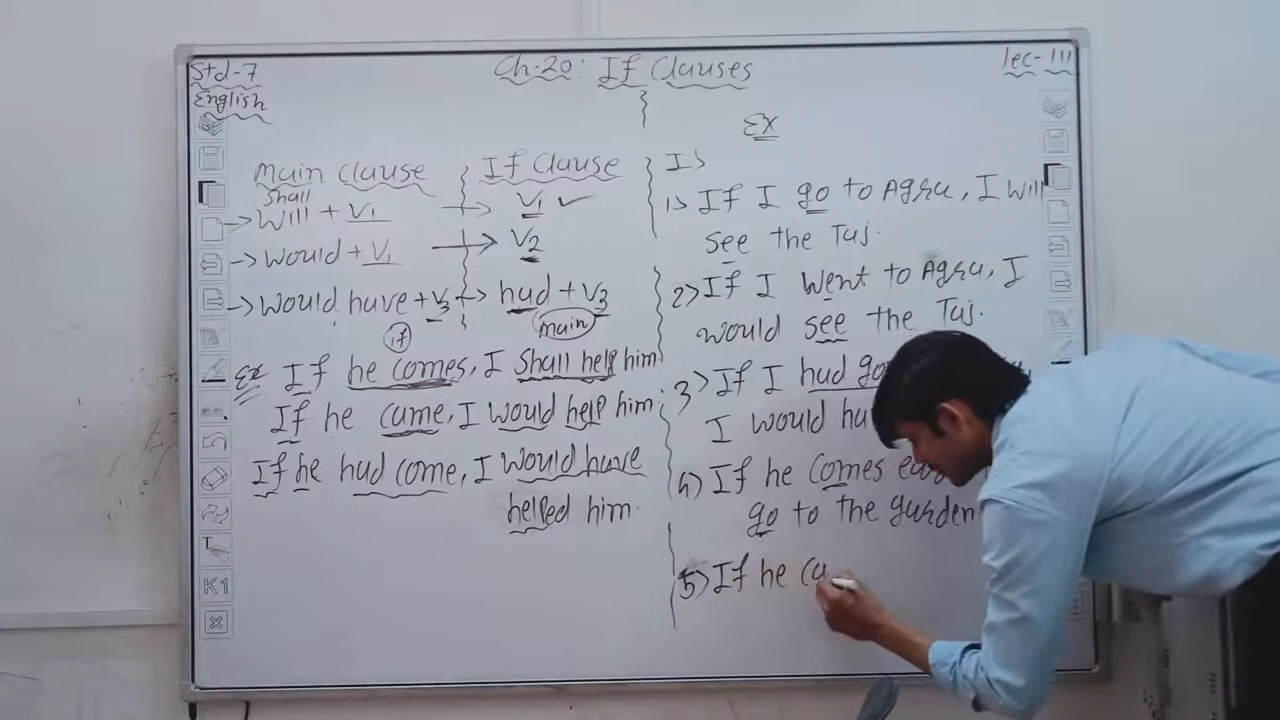 Std-7
English
Ch-20: If Clauses
lec-111
Main Clause
If Clause
Shall
→ Will + V1 → V1 ✓
→ Would + V1 → V2
→ Would have + V3 → had + V3
if
main
Ex If he comes, I Shall help him
If he came, I would help him
If he had come, I would have
helped him.
Ex
I>
1> If I go to Agra, I will
see the Taj.
2> If I went to Agra, I
would see the Taj.
3> If I had
I would
4) If he comes
go to the garden
5> If he
T
K1